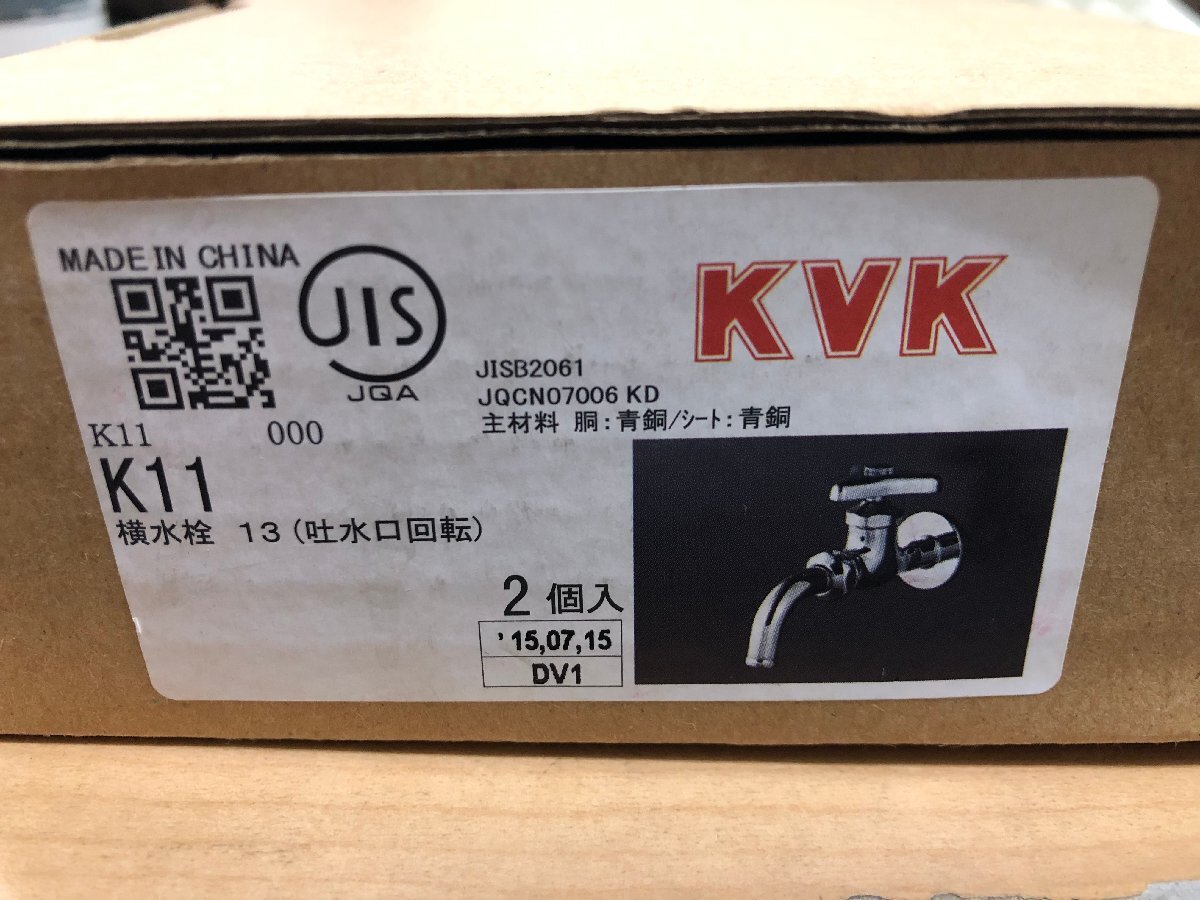 MADE IN CHINA
JIS
JQA
KVK
JISB2061
JQCN07006 KD
主材料 胴:青銅/シート:青銅
K11 000
K11
横水栓 13(吐水口回転)
2 個入
'15,07,15
DV1